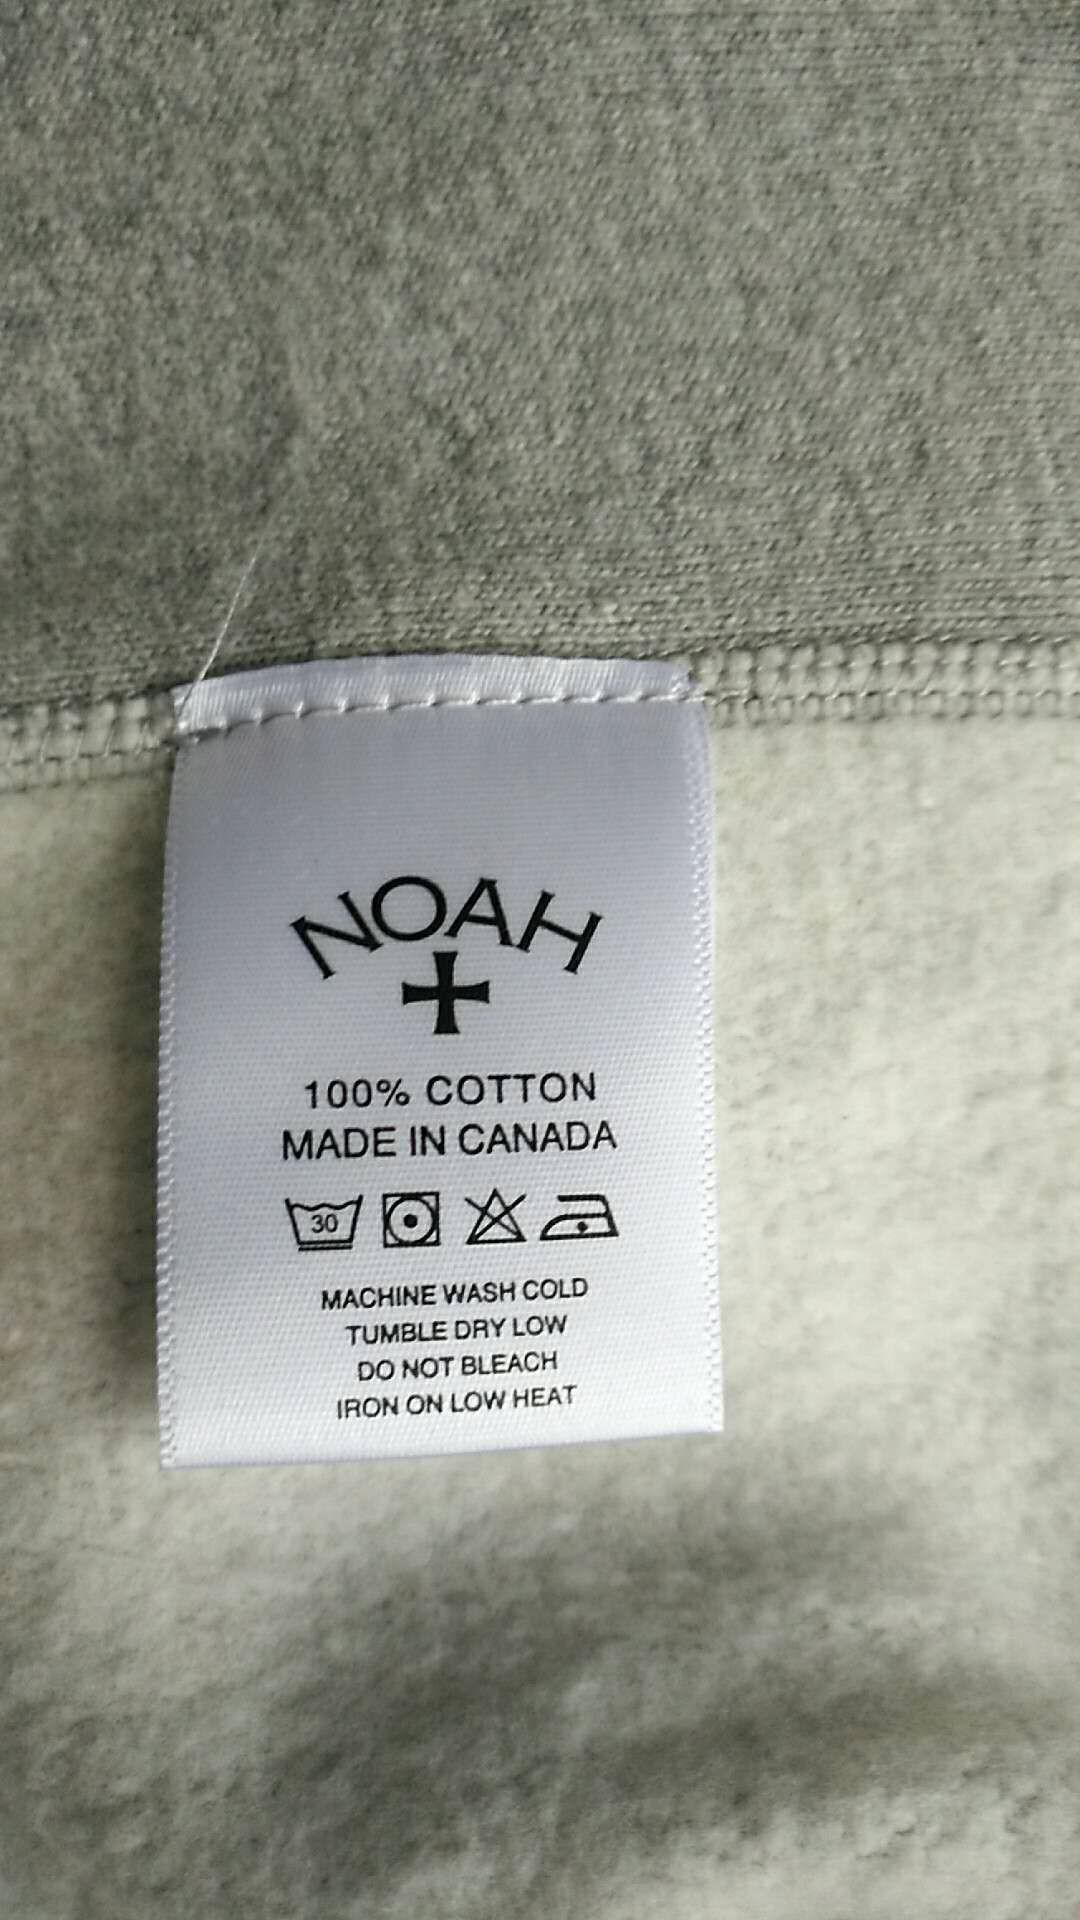 NOAH
100% COTTON
MADE IN CANADA
30
MACHINE WASH COLD
TUMBLE DRY LOW
DO NOT BLEACH
IRON ON LOW HEAT